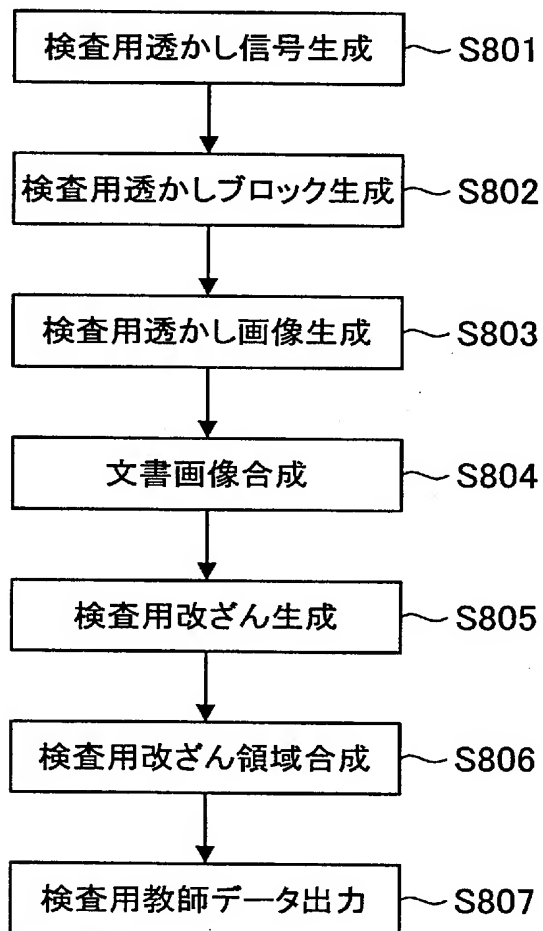 検査用透かし信号生成 S801
検査用透かしブロック生成 S802
検査用透かし画像生成 S803
文書画像合成 S804
検査用改ざん生成 S805
検査用改ざん領域合成 S806
検査用教師データ出力 S807